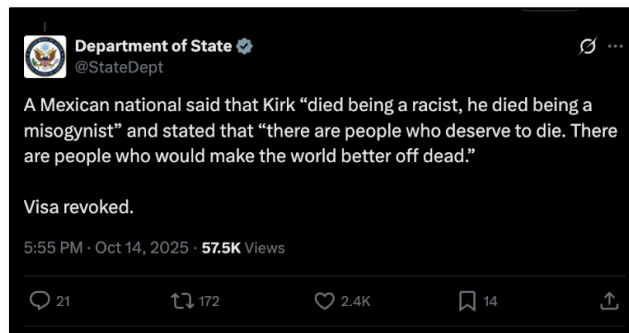 Department of State
@StateDept
A Mexican national said that Kirk “died being a racist, he died being a
misogynist” and stated that “there are people who deserve to die. There
are people who would make the world better off dead.”
Visa revoked.
5:55 PM · Oct 14, 2025 · 57.5K Views
21 172 2.4K 14